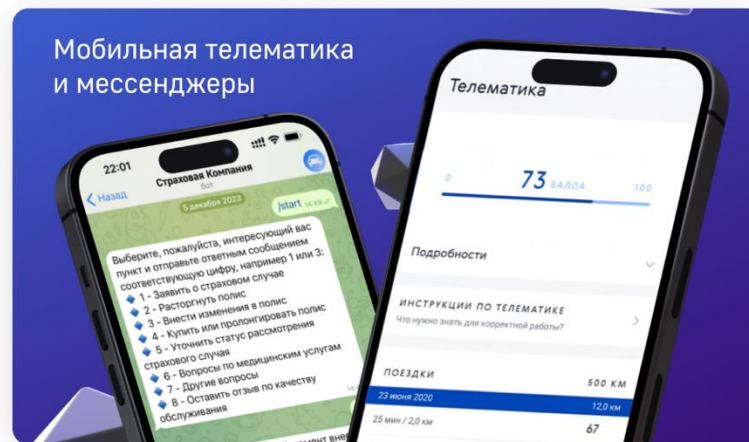 Мобильная телематика
и мессенджеры
22:01
Назад
Страховая Компания
бот
5 декабря 2023
/start 14:49
Выберите, пожалуйста, интересующий вас
пункт и отправьте ответным сообщением
соответствующую цифру, например 1 или 3:
1 - Заявить о страховом случае
2 - Расторгнуть полис
3 - Внести изменения в полис
4 - Купить или пролонгировать полис
5 - Уточнить статус рассмотрения
страхового случая
6 - Вопросы по медицинским услугам
7 - Другие вопросы
8 - Оставить отзыв по качеству
обслуживания
Телематика
0 73 БАЛЛА 100
Подробности
ИНСТРУКЦИИ ПО ТЕЛЕМАТИКЕ
Что нужно знать для корректной работы?
ПОЕЗДКИ 500 КМ
23 июня 2020 12,0 км
25 мин / 2,0 км 67